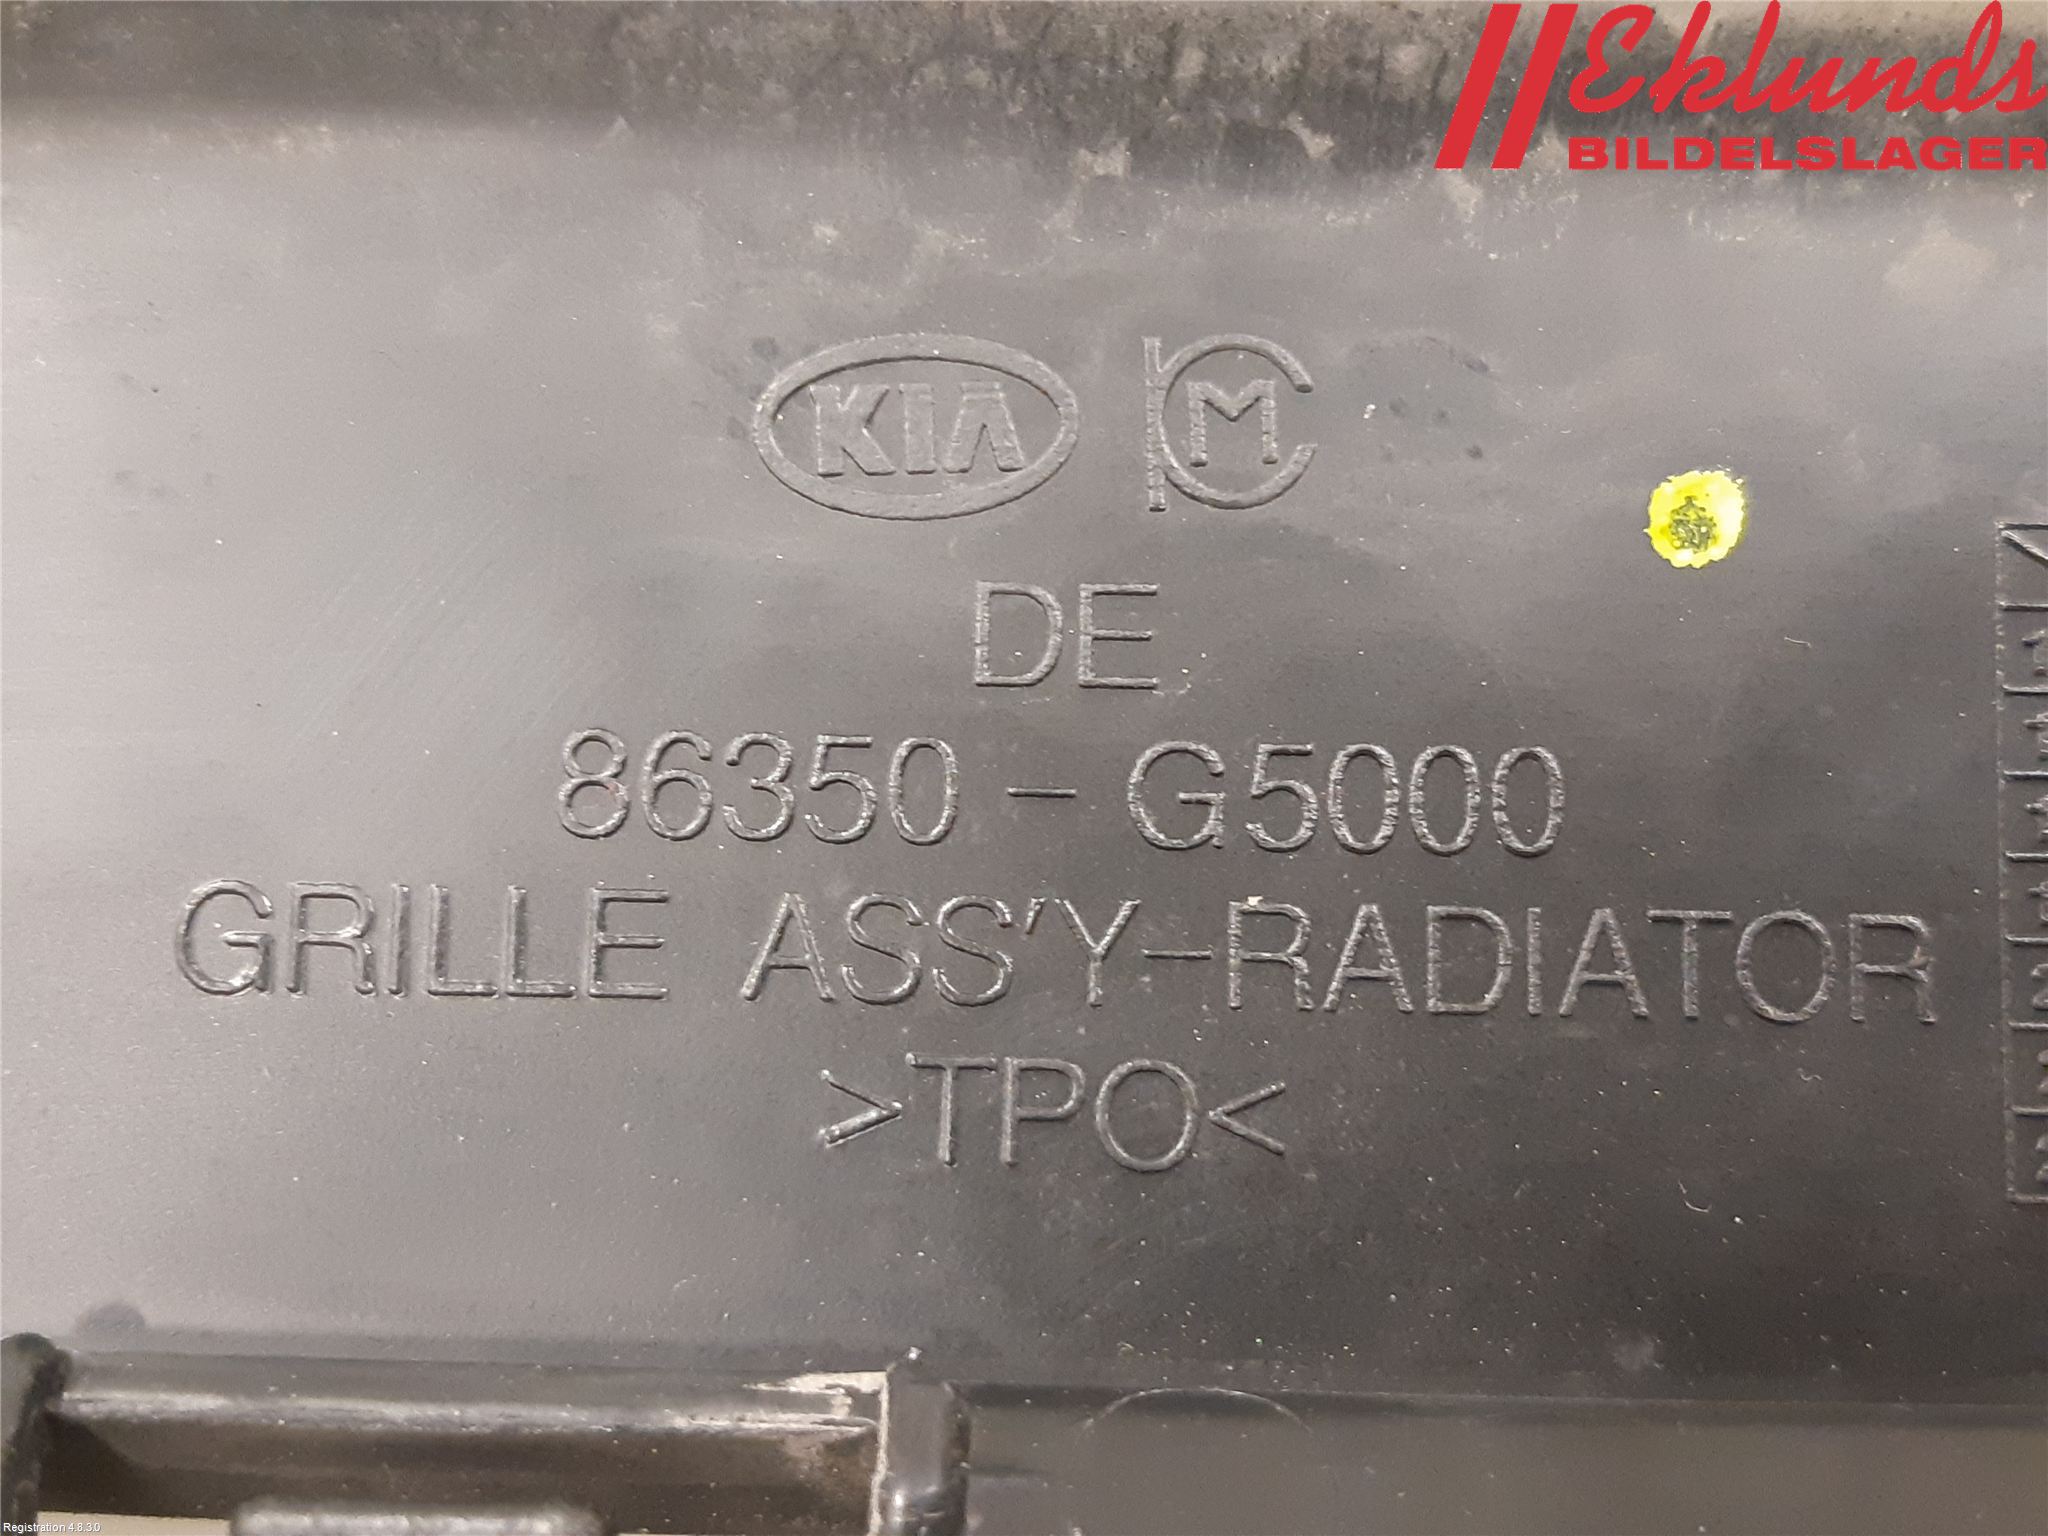 Eklunds
BILDELSLAGER
KIA
DE
86350-G5000
GRILLE ASS'Y-RADIATOR
>TPO<
Registration 4.8.3.0